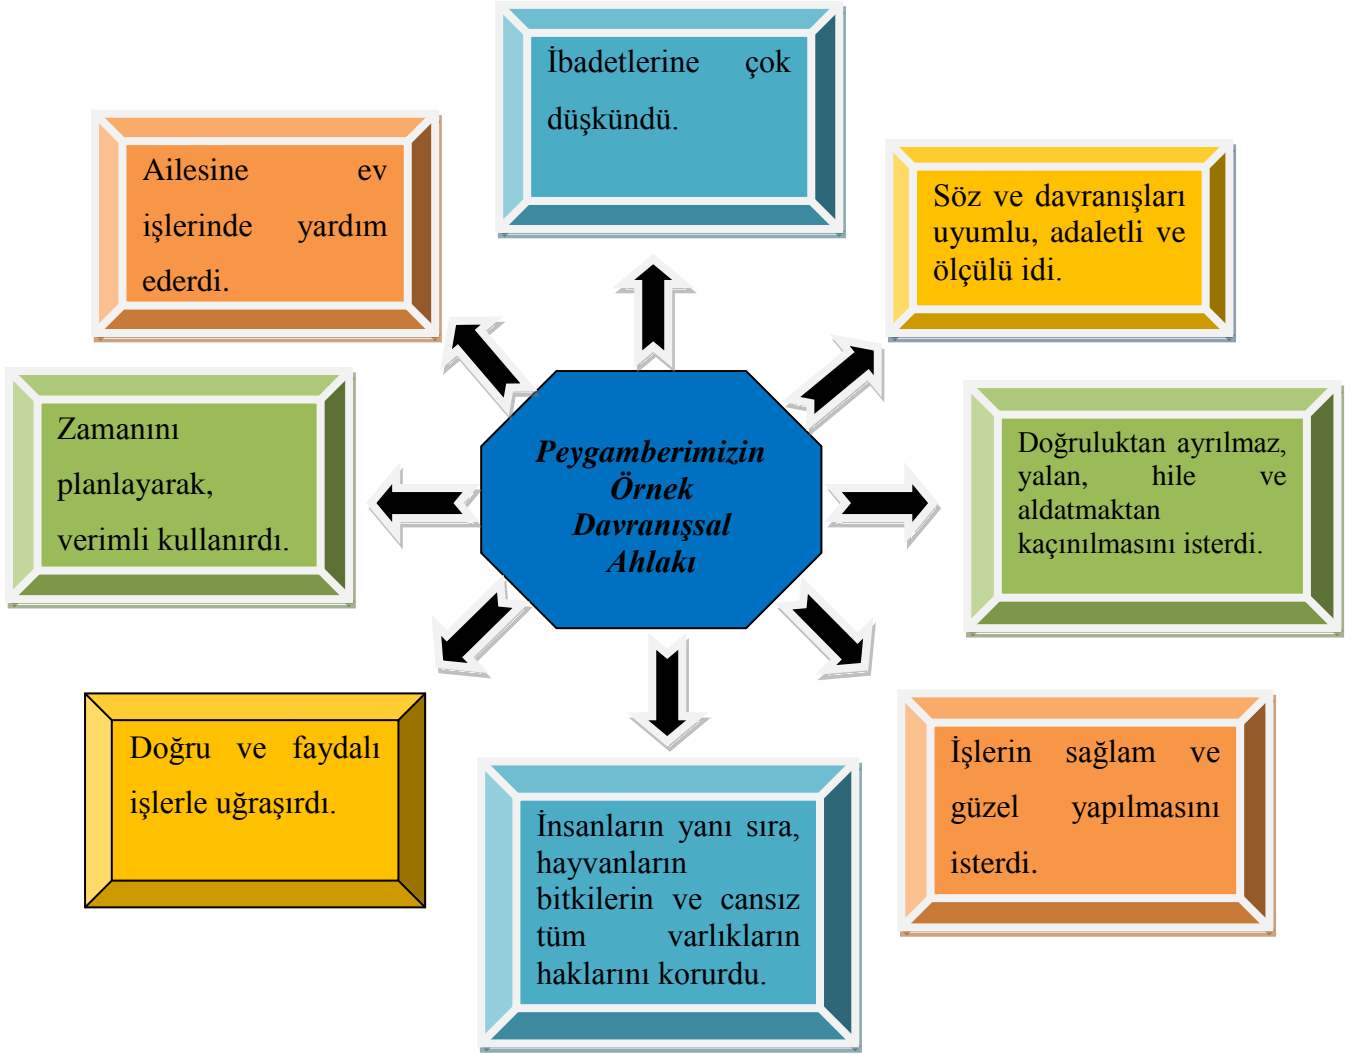 İbadetlerine çok
düşkündü.
Ailesine ev
işlerinde yardım
ederdi.
Söz ve davranışları
uyumlu, adaletli ve
ölçülü idi.
Zamanını
planlayarak,
verimli kullanırdı.
Peygamberimizin
Örnek
Davranışsal
Ahlakı
Doğruluktan ayrılmaz,
yalan, hile ve
aldatmaktan
kaçınılmasını isterdi.
Doğru ve faydalı
işlerle uğraşırdı.
İnsanların yanı sıra,
hayvanların
bitkilerin ve cansız
tüm varlıkların
haklarını korurdu.
İşlerin sağlam ve
güzel yapılmasını
isterdi.